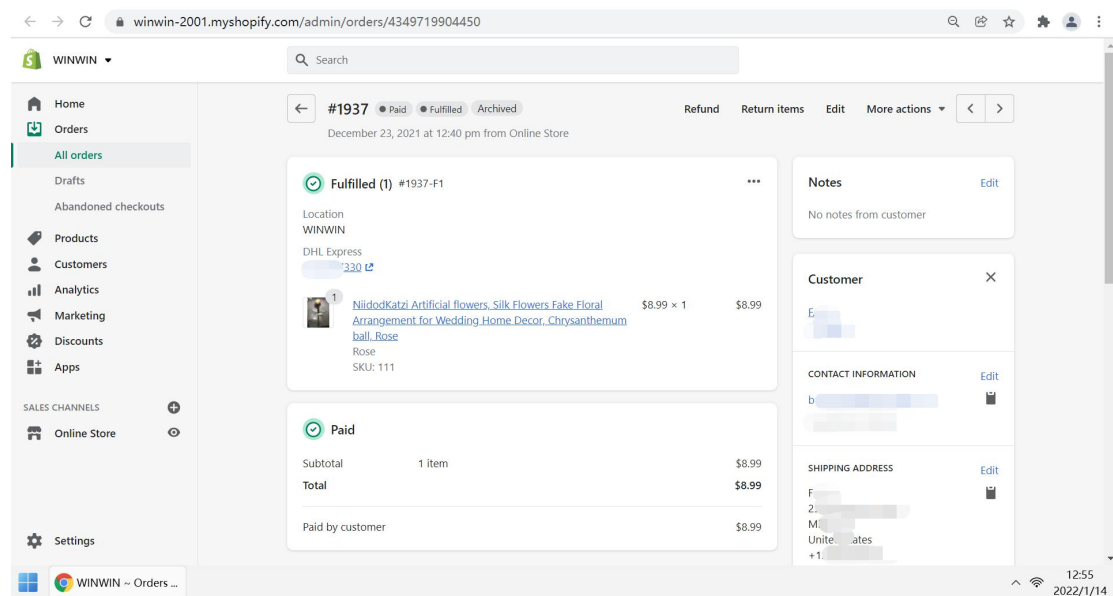 winwin-2001.myshopify.com/admin/orders/4349719904450
WINWIN
Search
Home
Orders
All orders
Drafts
Abandoned checkouts
Products
Customers
Analytics
Marketing
Discounts
Apps
SALES CHANNELS
Online Store
Settings
#1937 Paid Fulfilled Archived
December 23, 2021 at 12:40 pm from Online Store
Refund Return items Edit More actions
Fulfilled (1) #1937-F1
Location
WINWIN
DHL Express
330
1
NiidodKatzi Artificial flowers, Silk Flowers Fake Floral $8.99 × 1 $8.99
Arrangement for Wedding Home Decor, Chrysanthemum
ball, Rose
Rose
SKU: 111
Paid
Subtotal 1 item $8.99
Total $8.99
Paid by customer $8.99
Notes Edit
No notes from customer
Customer
CONTACT INFORMATION Edit
b
SHIPPING ADDRESS Edit
F
2
M
+1
WINWIN ~ Orders ...
12:55
2022/1/14